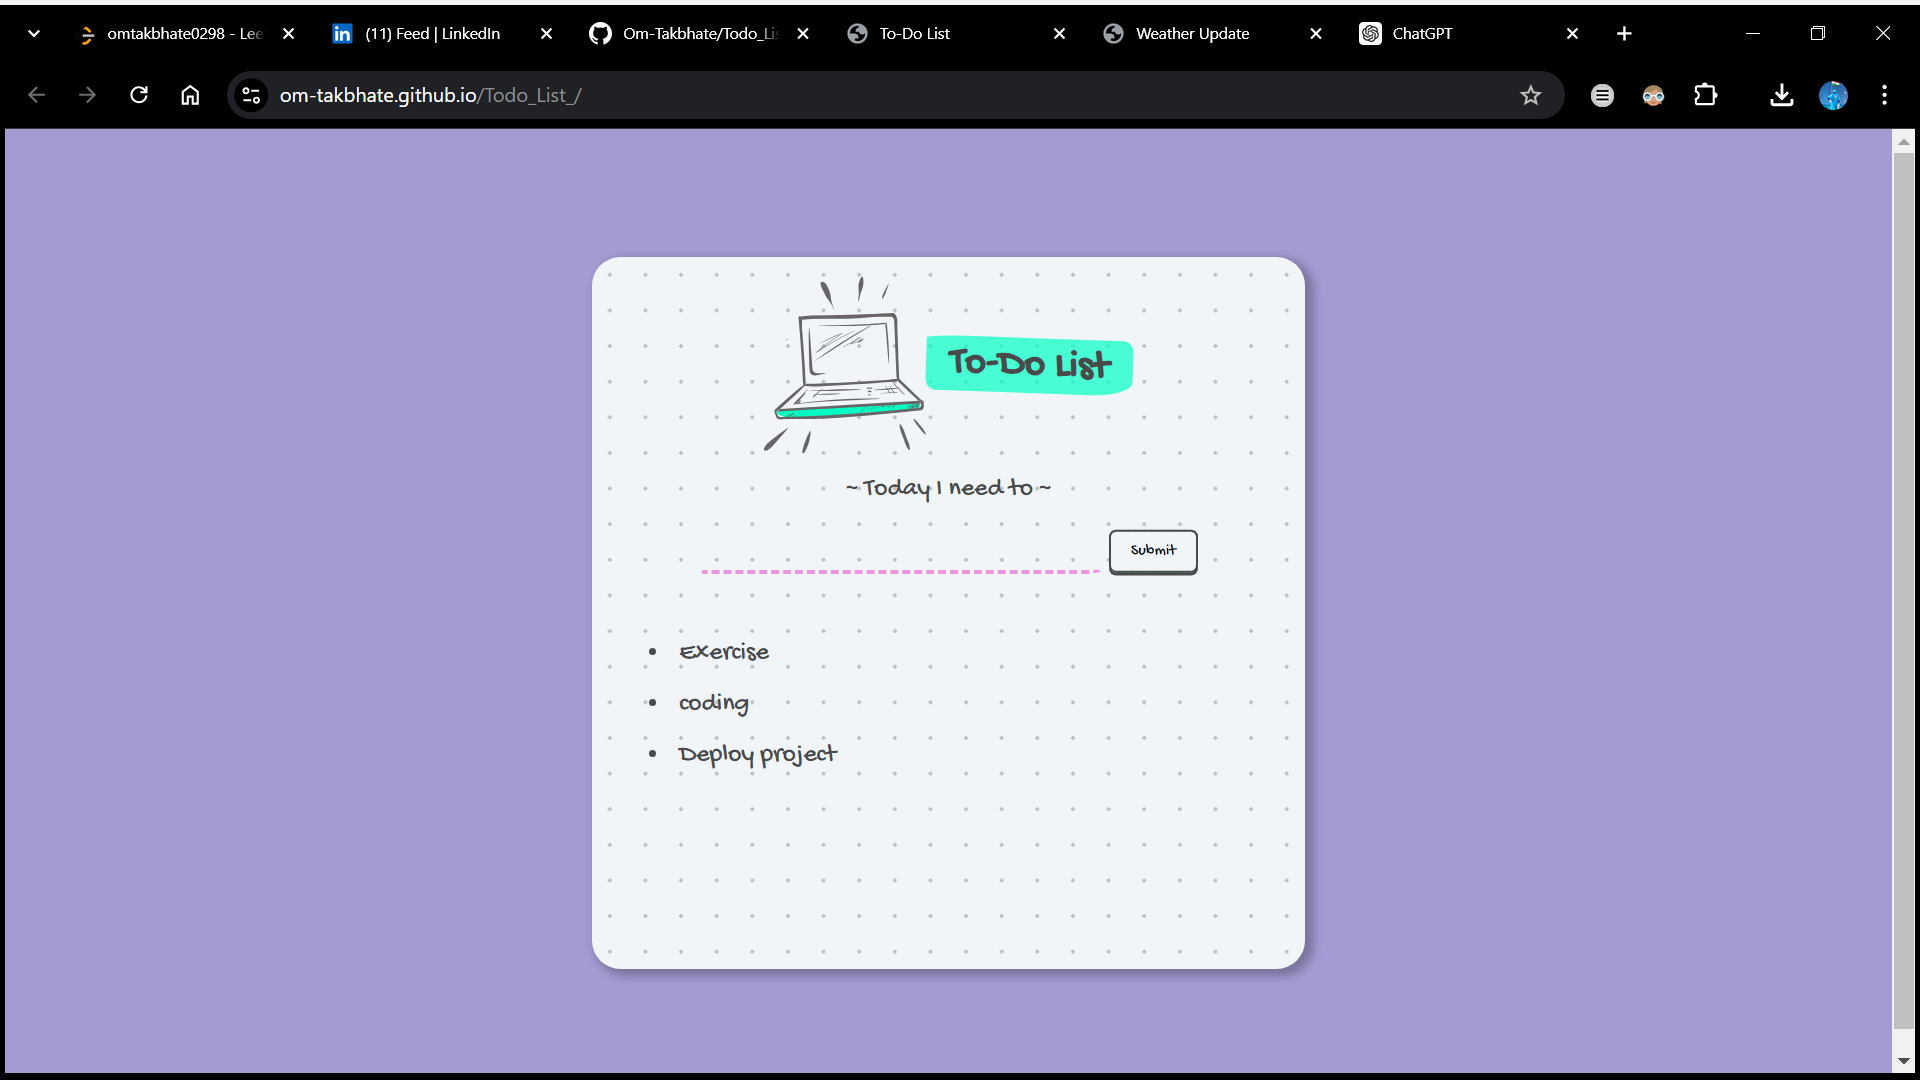 omtakbhate0298 - Lee
(11) Feed | LinkedIn
Om-Takbhate/Todo_Lis
To-Do List
Weather Update
ChatGPT
om-takbhate.github.io/Todo_List_/
To-Do List
~ Today I need to ~
Submit
Exercise
coding
Deploy project